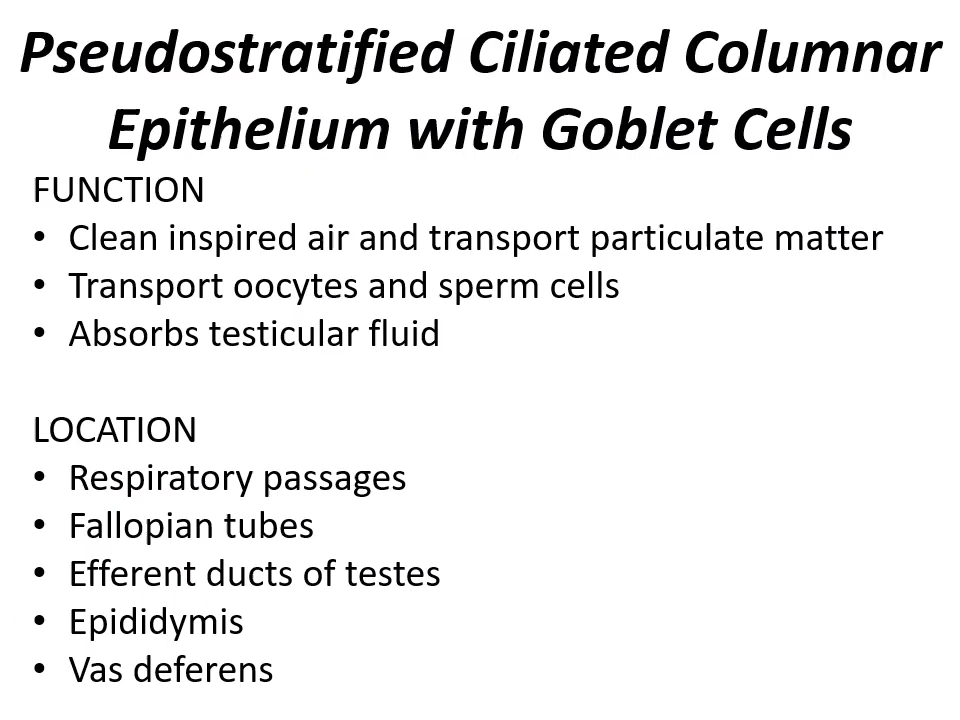 Pseudostratified Ciliated Columnar
Epithelium with Goblet Cells
FUNCTION
• Clean inspired air and transport particulate matter
• Transport oocytes and sperm cells
• Absorbs testicular fluid
LOCATION
• Respiratory passages
• Fallopian tubes
• Efferent ducts of testes
• Epididymis
• Vas deferens